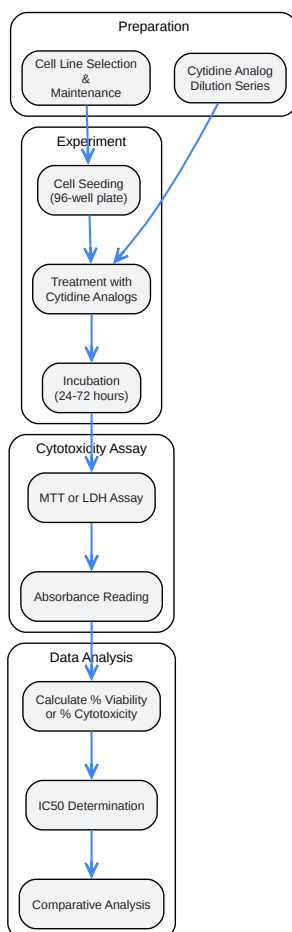 Preparation
Cell Line Selection
&
Maintenance
Cytidine Analog
Dilution Series
Experiment
Cell Seeding
(96-well plate)
Treatment with
Cytidine Analogs
Incubation
(24-72 hours)
Cytotoxicity Assay
MTT or LDH Assay
Absorbance Reading
Data Analysis
Calculate % Viability
or % Cytotoxicity
IC50 Determination
Comparative Analysis